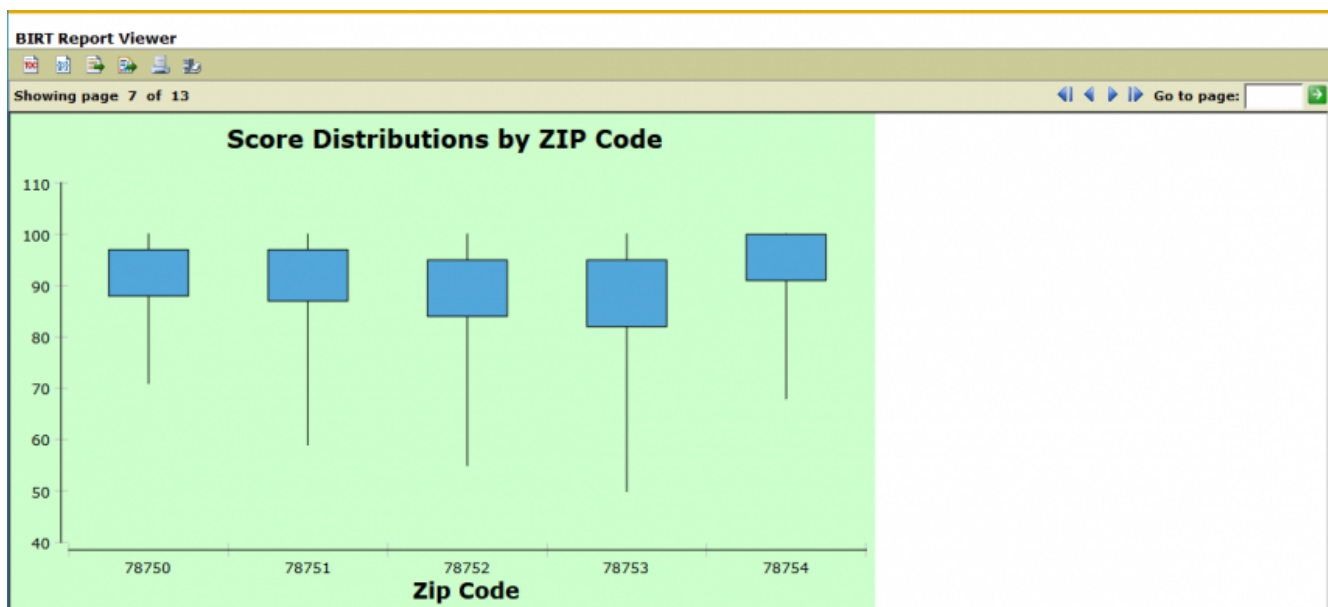 BIRT Report Viewer
Showing page 7 of 13
Go to page:
Score Distributions by ZIP Code
110
100
90
80
70
60
50
40
78750 78751 78752 78753 78754
Zip Code